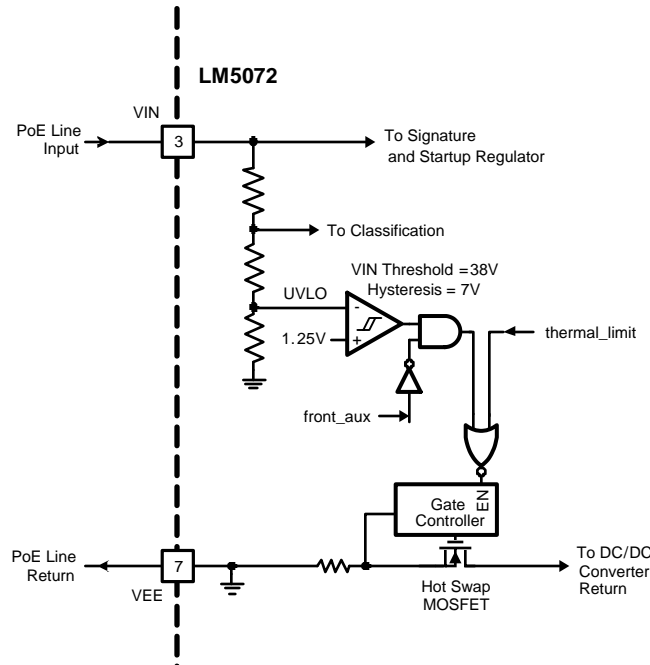 LM5072
VIN
PoE Line
Input
3
To Signature
and Startup Regulator
To Classification
VIN Threshold =38V
Hysteresis = 7V
UVLO
-
1.25V
+
thermal_limit
front_aux
EN
Gate
Controller
PoE Line
Return
7
VEE
To DC/DC
Converter
Return
Hot Swap
MOSFET